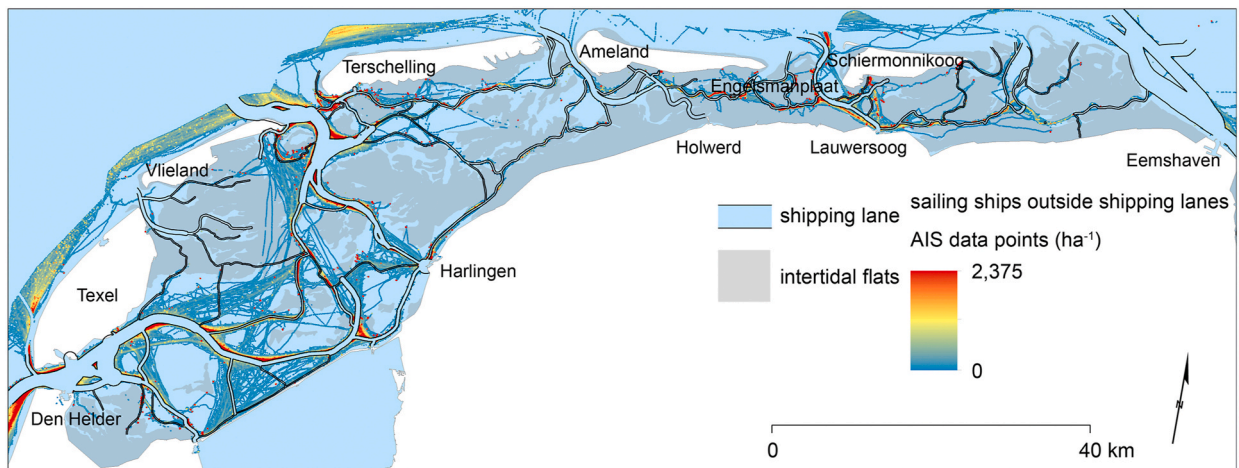 Ameland
Terschelling
Schiermonnikoog
Engelsmanplaat
Holwerd
Lauwersoog
Eemshaven
Vlieland
Harlingen
Texel
Den Helder
shipping lane
intertidal flats
sailing ships outside shipping lanes
AIS data points (ha⁻¹)
2,375
0
N
0
40 km